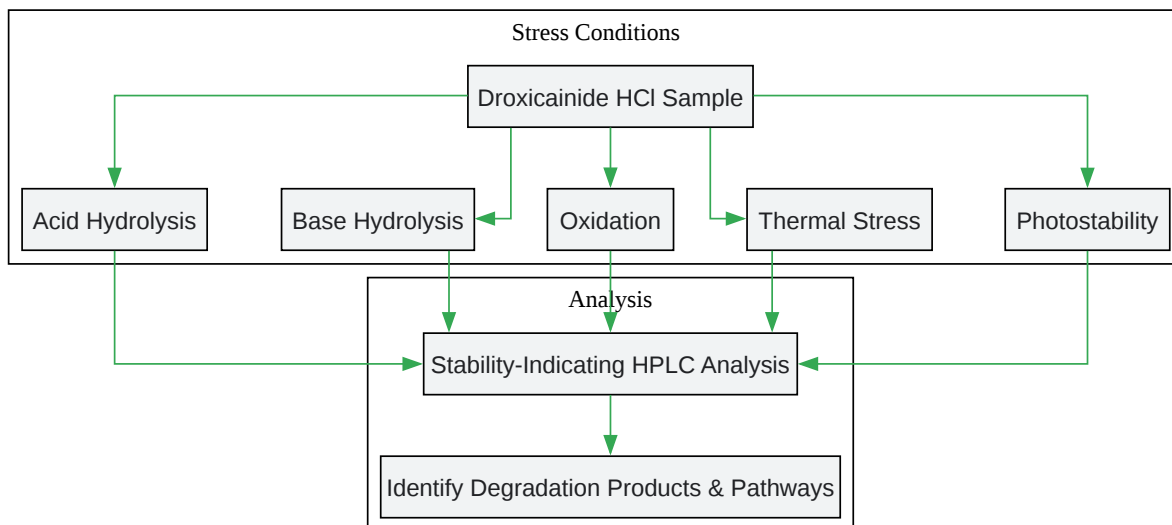 Stress Conditions
Droxicainide HCl Sample
Acid Hydrolysis
Base Hydrolysis
Oxidation
Thermal Stress
Photostability
Analysis
Stability-Indicating HPLC Analysis
Identify Degradation Products & Pathways